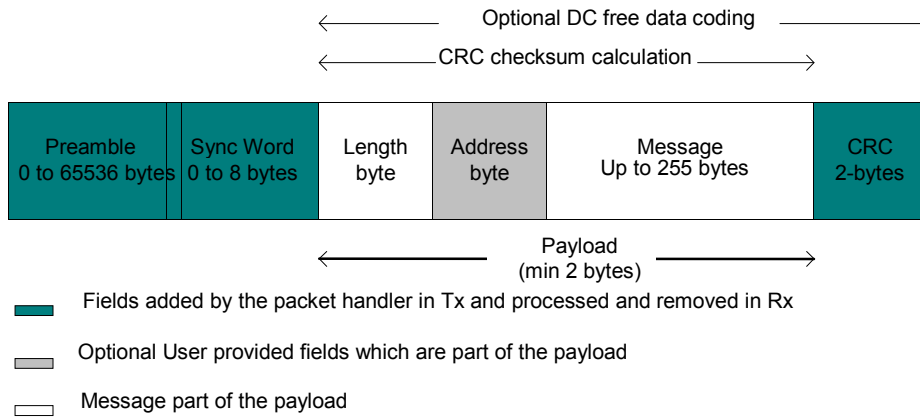 Optional DC free data coding
CRC checksum calculation
Preamble
0 to 65536 bytes
Sync Word
0 to 8 bytes
Length
byte
Address
byte
Message
Up to 255 bytes
CRC
2-bytes
Payload
(min 2 bytes)
Fields added by the packet handler in Tx and processed and removed in Rx
Optional User provided fields which are part of the payload
Message part of the payload